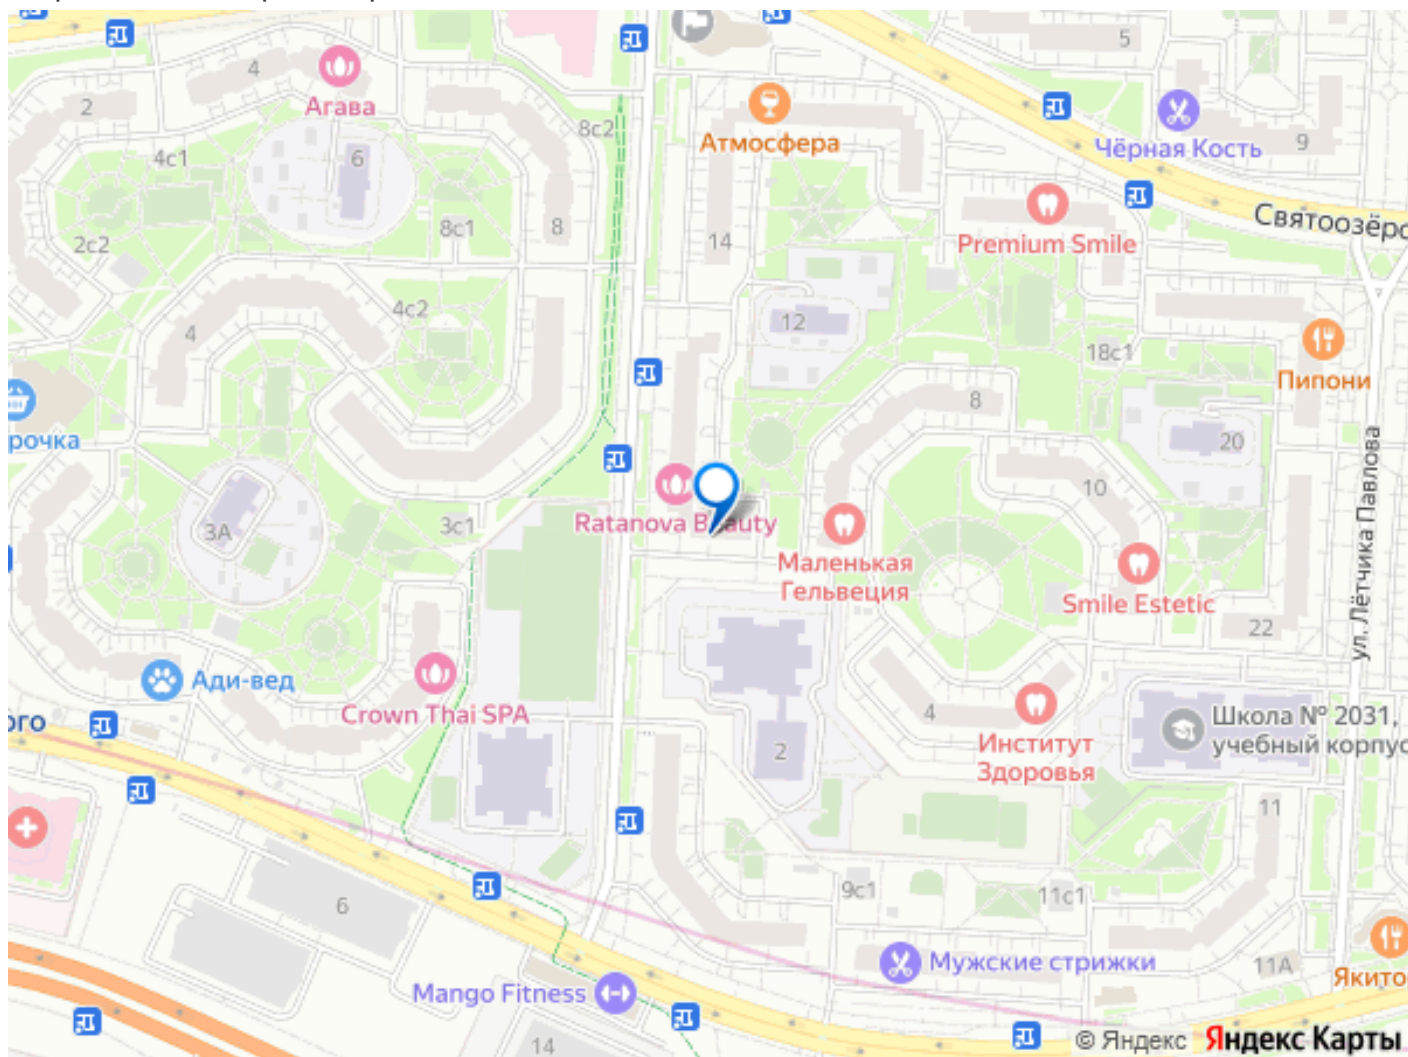 5
4
Агава
2
Атмосфера
8с2
Чёрная Кость
9
4с1
6
Святоозёрс
8с1
8
14
Premium Smile
2с2
4с2
12
4
18с1
Пипони
8
рочка
20
10
ул. Лётчика Павлова
3А
3с1
Ratanova B auty
Маленькая
Гельвеция
Smile Estetic
22
Ади-вед
Crown Thai SPA
ого
4
Школа № 2031,
учебный корпус
Институт
Здоровья
2
11
6
9с1
11с1
Мужские стрижки
11А
Якито
Mango Fitness
14
© Яндекс Яндекс Карты